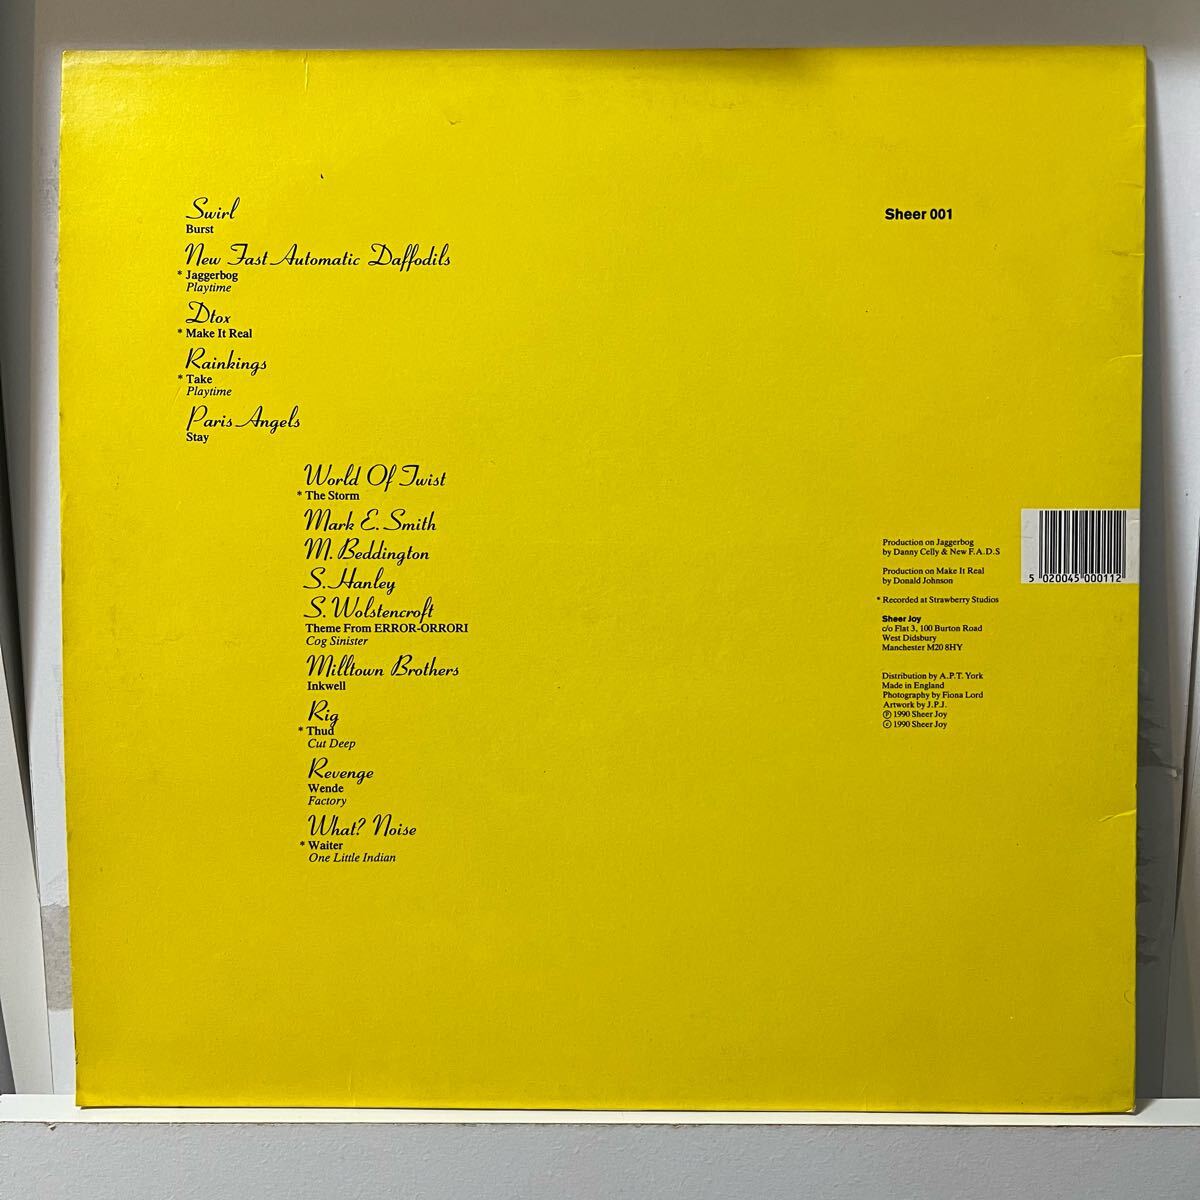 Swirl
Burst
New Fast Automatic Daffodils
* Jaggerbog
Playtime
Dtox
* Make It Real
Rainkings
* Take
Playtime
Paris Angels
Stay
World Of Twist
* The Storm
Mark E. Smith
M. Beddington
S. Hanley
S. Wolstencroft
Theme From ERROR-ORRORI
Cog Sinister
Milltown Brothers
Inkwell
Rig
* Thud
Cut Deep
Revenge
Wende
Factory
What? Noise
* Waiter
One Little Indian
Sheer 001
Production on Jaggerbog
by Danny Celly & New F.A.D.S
Production on Make It Real
by Donald Johnson
* Recorded at Strawberry Studios
Sheer Joy
c/o Flat 3, 100 Burton Road
West Didsbury
Manchester M20 8HY
Distribution by A.P.T. York
Made in England
Photography by Fiona Lord
Artwork by J.P.J.
Ⓟ 1990 Sheer Joy
© 1990 Sheer Joy
5 020045 000112